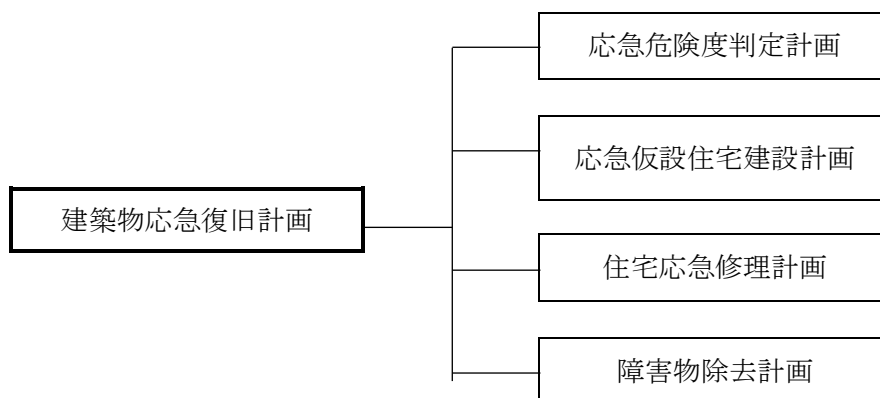 応急危険度判定計画
応急仮設住宅建設計画
建築物応急復旧計画
住宅応急修理計画
障害物除去計画